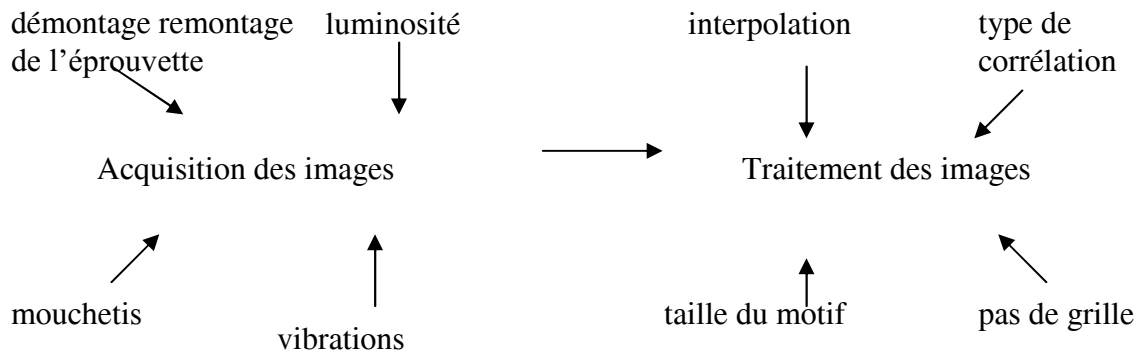 démontage remontage
de l'éprouvette
luminosité
interpolation
type de
corrélation
Acquisition des images
Traitement des images
mouchetis
vibrations
taille du motif
pas de grille